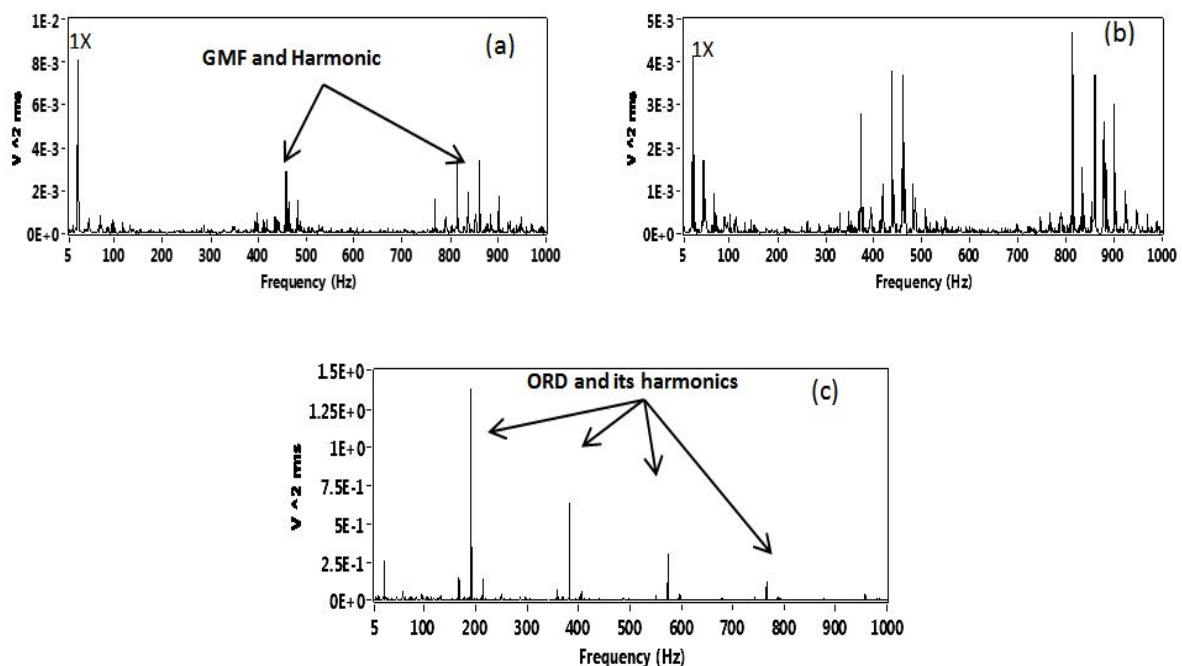 1E-2
8E-3
6E-3
4E-3
2E-3
0E+0
1X
GMF and Harmonic
(a)
V ^2 rms
5 100 200 300 400 500 600 700 800 900 1000
Frequency (Hz)
5E-3
4E-3
3E-3
2E-3
1E-3
0E+0
1X
(b)
V ^2 rms
5 100 200 300 400 500 600 700 800 900 1000
Frequency (Hz)
1.5E+0
1.25E+0
1E+0
7.5E-1
5E-1
2.5E-1
0E+0
ORD and its harmonics
(c)
V ^2 rms
5 100 200 300 400 500 600 700 800 900 1000
Frequency (Hz)